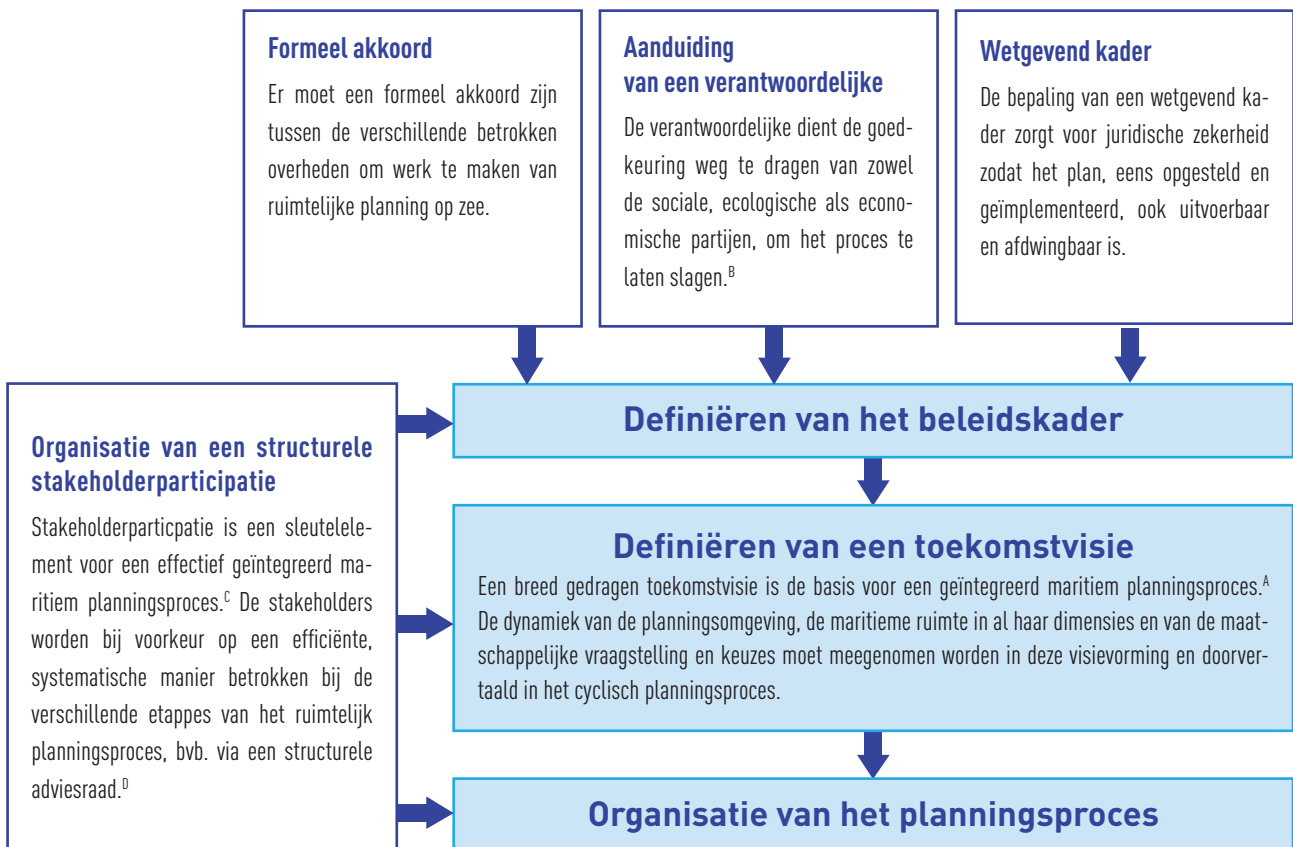 Formeel akkoord
Er moet een formeel akkoord zijn
tussen de verschillende betrokken
overheden om werk te maken van
ruimtelijke planning op zee.
Aanduiding
van een verantwoordelijke
De verantwoordelijke dient de goed-
keuring weg te dragen van zowel
de sociale, ecologische als econo-
mische partijen, om het proces te
laten slagen.B
Wetgevend kader
De bepaling van een wetgevend ka-
der zorgt voor juridische zekerheid
zodat het plan, eens opgesteld en
geïmplementeerd, ook uitvoerbaar
en afdwingbaar is.
Organisatie van een structurele
stakeholderparticipatie
Stakeholderparticpatie is een sleutelele-
ment voor een effectief geïntegreerd ma-
ritiem planningsproces.C De stakeholders
worden bij voorkeur op een efficiënte,
systematische manier betrokken bij de
verschillende etappes van het ruimtelijk
planningsproces, bvb. via een structurele
adviesraad.D
Definiëren van het beleidskader
Definiëren van een toekomstvisie
Een breed gedragen toekomstvisie is de basis voor een geïntegreerd maritiem planningsproces.A
De dynamiek van de planningsomgeving, de maritieme ruimte in al haar dimensies en van de maat-
schappelijke vraagstelling en keuzes moet meegenomen worden in deze visievorming en doorver-
taald in het cyclisch planningsproces.
Organisatie van het planningsproces